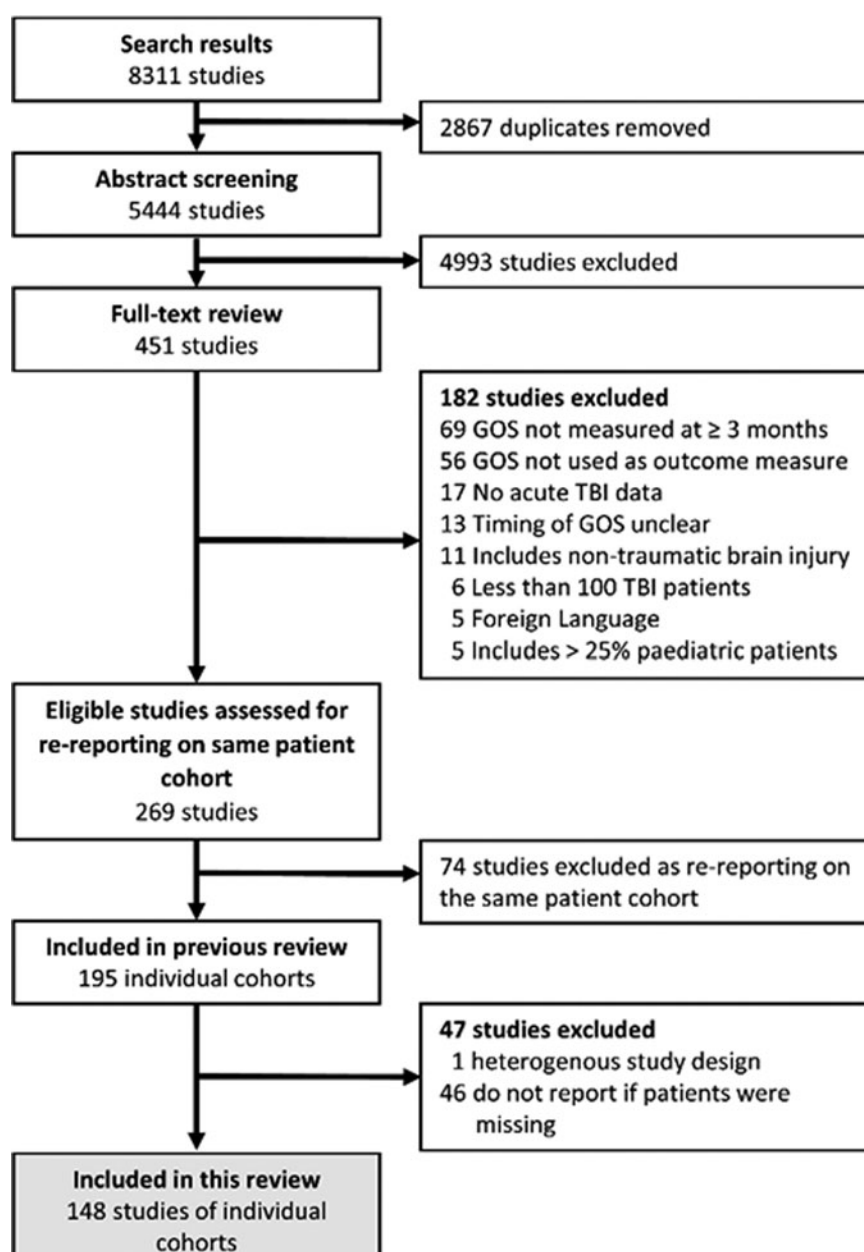 Search results
8311 studies
2867 duplicates removed
Abstract screening
5444 studies
4993 studies excluded
Full-text review
451 studies
182 studies excluded
69 GOS not measured at ≥ 3 months
56 GOS not used as outcome measure
17 No acute TBI data
13 Timing of GOS unclear
11 Includes non-traumatic brain injury
6 Less than 100 TBI patients
5 Foreign Language
5 Includes > 25% paediatric patients
Eligible studies assessed for
re-reporting on same patient
cohort
269 studies
74 studies excluded as re-reporting on
the same patient cohort
Included in previous review
195 individual cohorts
47 studies excluded
1 heterogenous study design
46 do not report if patients were
missing
Included in this review
148 studies of individual
cohorts